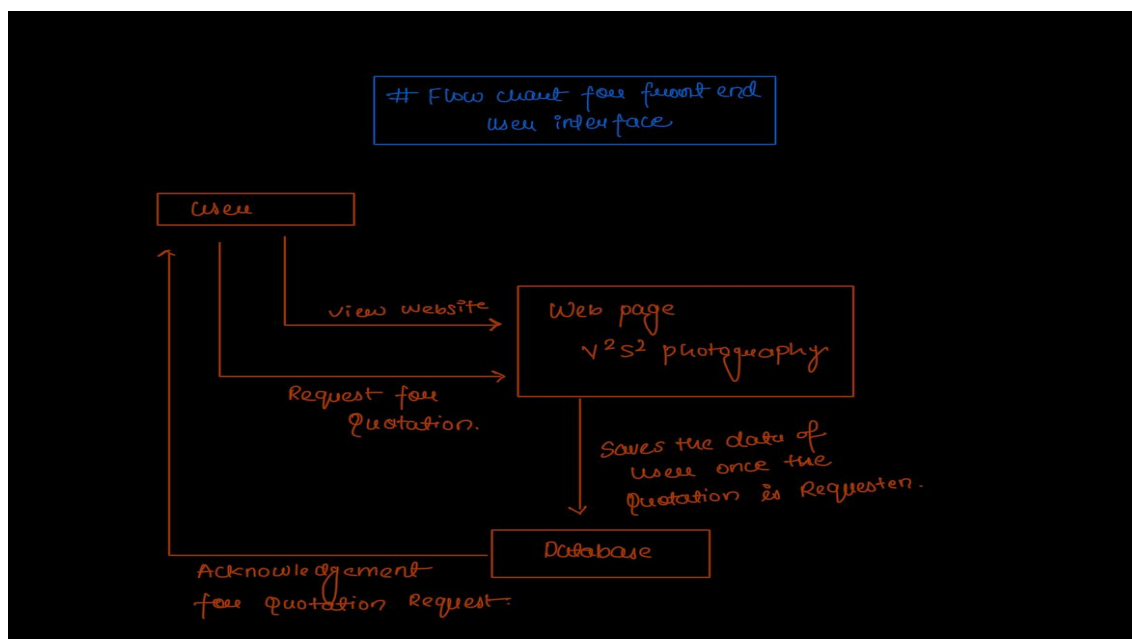 # Flow chart for front end
user interface
User
view website
Web page
V²S² photography
Request for
Quotation.
Saves the data of
user once the
Quotation is Requester.
Database
Acknowledgement
for Quotation Request.